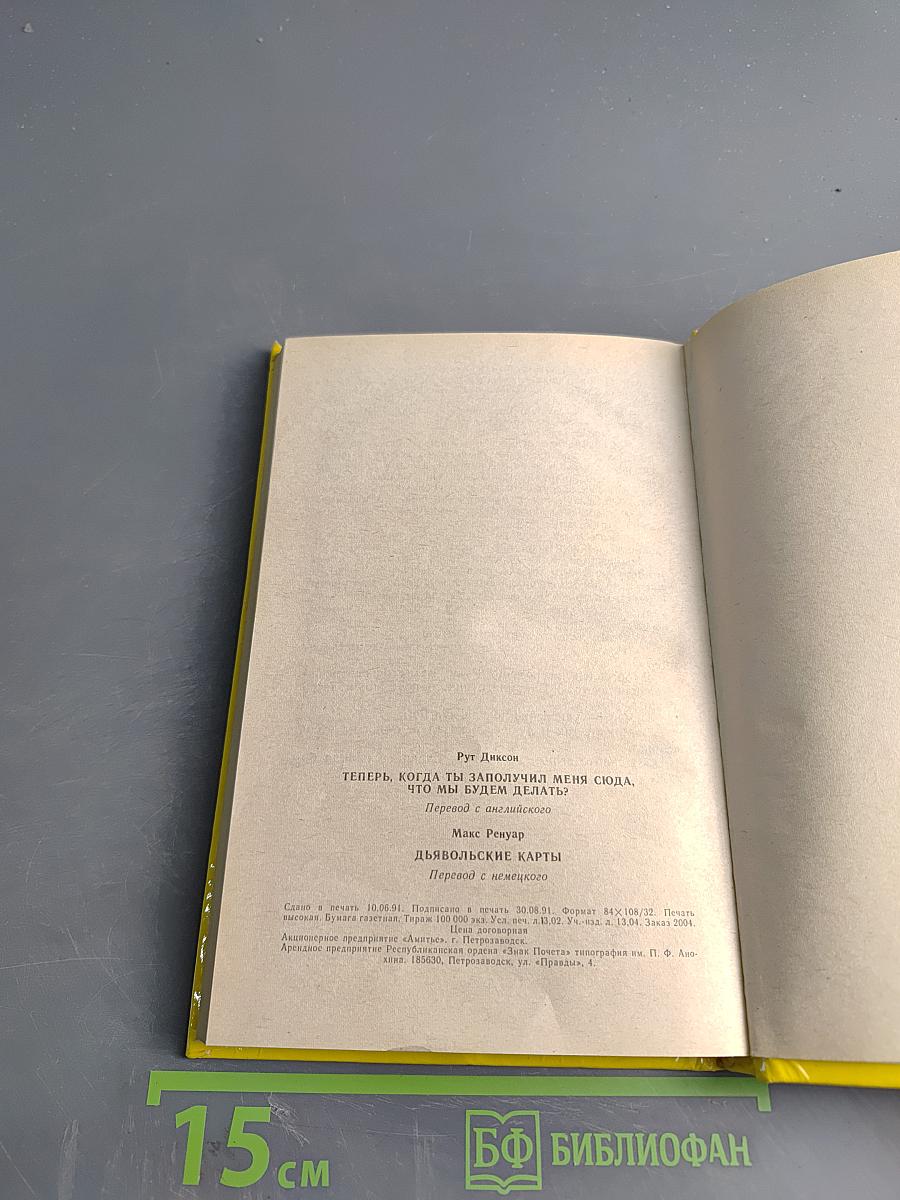 Рут Диксон
ТЕПЕРЬ, КОГДА ТЫ ЗАПОЛУЧИЛ МЕНЯ СЮДА,
ЧТО МЫ БУДЕМ ДЕЛАТЬ?
Перевод с английского
Макс Ренуар
ДЬЯВОЛЬСКИЕ КАРТЫ
Перевод с немецкого
Сдано в печать 10.06.91. Подписано в печать 30.08.91. Формат 84×108/32. Печать
высокая. Бумага газетная. Тираж 100 000 экз. Усл. печ. л.13.02. Уч.-изд. л. 13,04. Заказ 2004.
Цена договорная
Акционерное предприятие «Амитье». г. Петрозаводск.
Арендное предприятие Республиканская ордена «Знак Почета» типография им. П. Ф. Ано-
хина. 185630, Петрозаводск, ул. «Правды», 4.
15 см
БФ БИБЛИОФАН